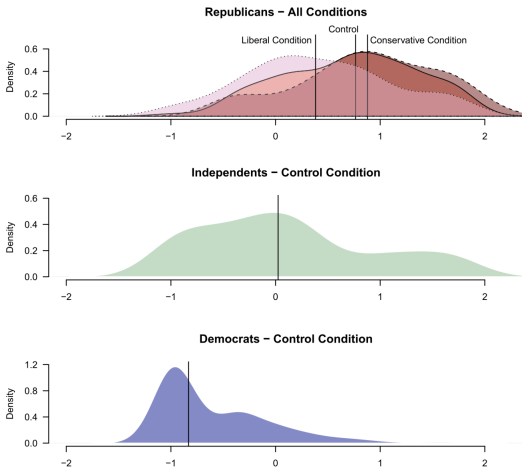 Republicans − All Conditions
Control
Liberal Condition
Conservative Condition
Density
0.6
0.4
0.2
0.0
−2 −1 0 1 2
Independents − Control Condition
Density
0.6
0.4
0.2
0.0
−2 −1 0 1 2
Democrats − Control Condition
Density
1.2
0.8
0.4
0.0
−2 −1 0 1 2